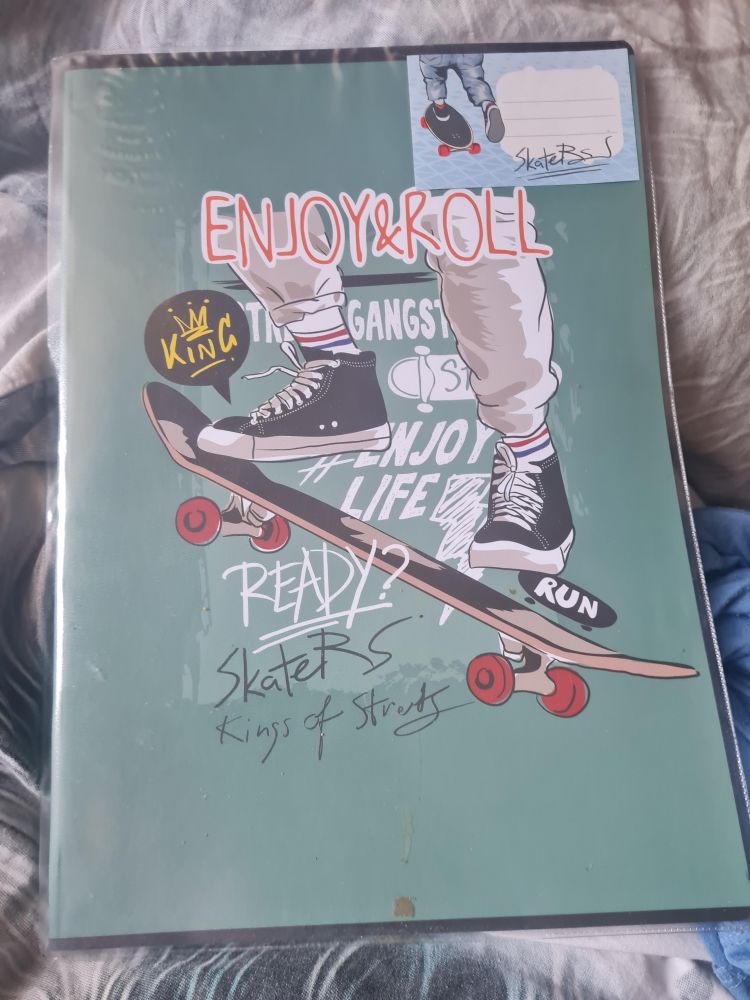 SkateRS
ENJOY&ROLL
KING
GANGST
#ENJOY
LIFE
READY?
RUN
SkateRS
Kings of Streets